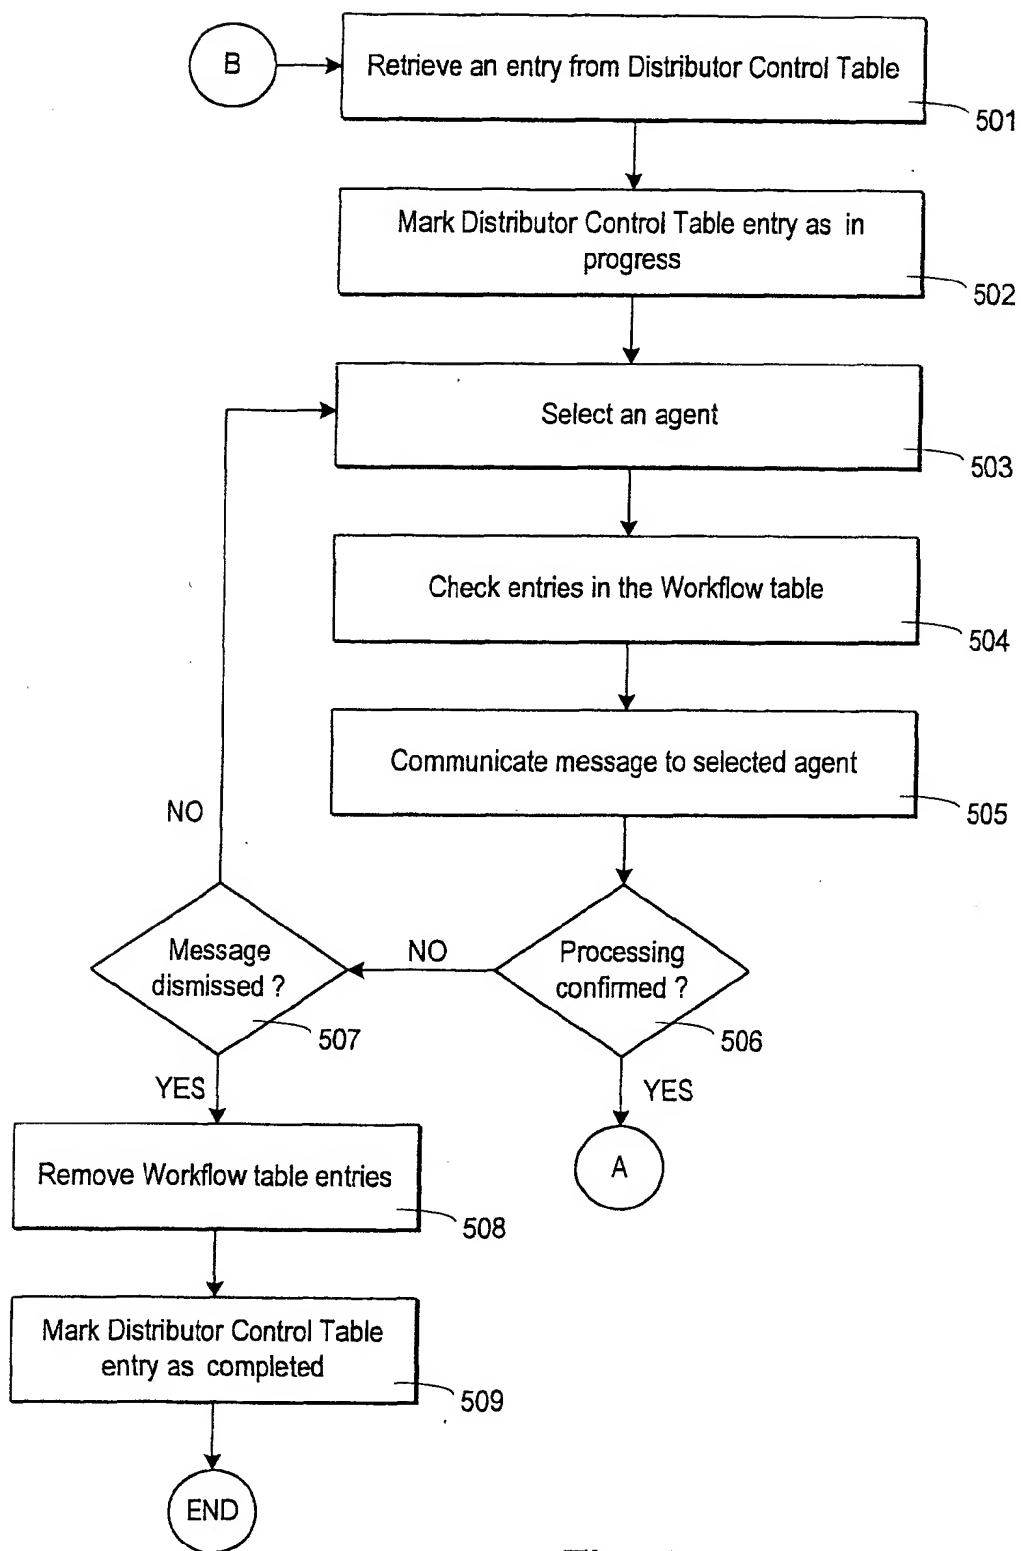 B
Retrieve an entry from Distributor Control Table
501
Mark Distributor Control Table entry as in
progress
502
Select an agent
503
Check entries in the Workflow table
504
Communicate message to selected agent
505
NO
Message
dismissed ?
507
NO
Processing
confirmed ?
506
YES
YES
A
Remove Workflow table entries
508
Mark Distributor Control Table
entry as completed
509
END